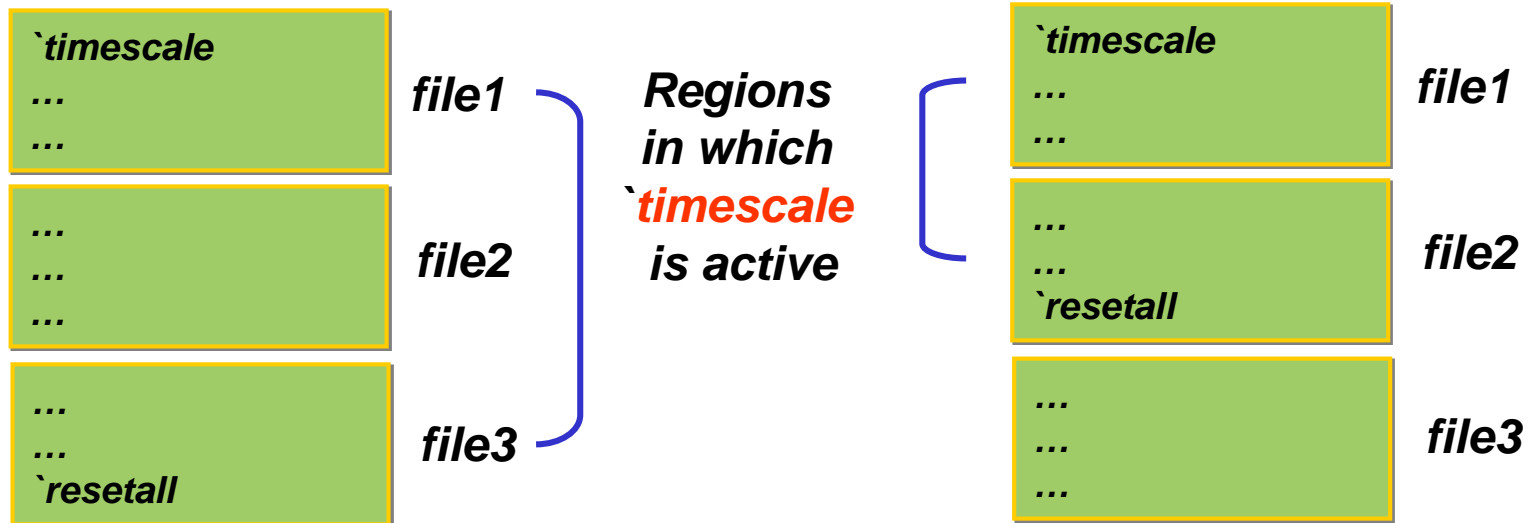 `timescale
…
…
file1
…
…
…
file2
…
…
`resetall
file3
Regions
in which
`timescale
is active
`timescale
…
…
file1
…
…
`resetall
file2
…
…
…
file3